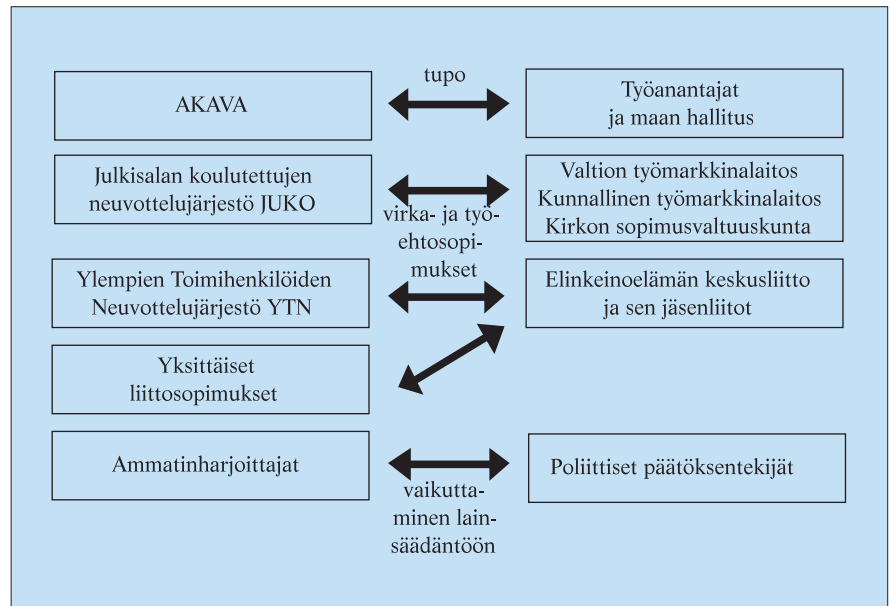 AKAVA
tupo
Työanantajat
ja maan hallitus
Julkisalan koulutettujen
neuvottelujärjestö JUKO
virka- ja työ-
ehtosopi-
mukset
Valtion työmarkkinalaitos
Kunnallinen työmarkkinalaitos
Kirkon sopimusvaltuuskunta
Ylempien Toimihenkilöiden
Neuvottelujärjestö YTN
Elinkeinoelämän keskusliitto
ja sen jäsenliitot
Yksittäiset
liittosopimukset
Ammatinharjoittajat
vaikutta-
minen lain-
säädäntöön
Poliittiset päätöksentekijät